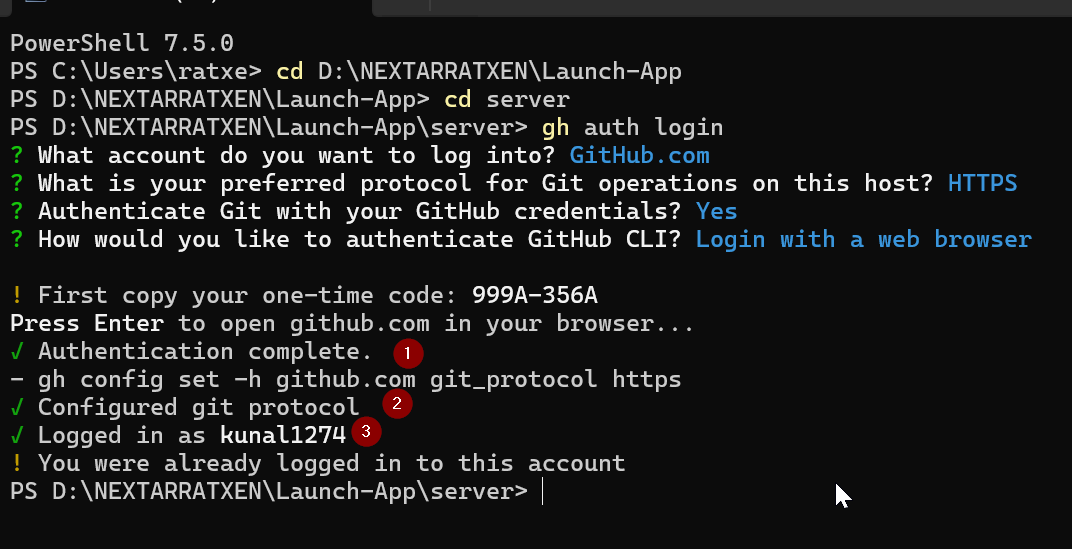 PowerShell 7.5.0
PS C:\Users\ratxe> cd D:\NEXTARRATXEN\Launch-App
PS D:\NEXTARRATXEN\Launch-App> cd server
PS D:\NEXTARRATXEN\Launch-App\server> gh auth login
? What account do you want to log into? GitHub.com
? What is your preferred protocol for Git operations on this host? HTTPS
? Authenticate Git with your GitHub credentials? Yes
? How would you like to authenticate GitHub CLI? Login with a web browser
! First copy your one-time code: 999A-356A
Press Enter to open github.com in your browser...
√ Authentication complete. 1
- gh config set -h github.com git_protocol https
√ Configured git protocol 2
√ Logged in as kunal1274 3
! You were already logged in to this account
PS D:\NEXTARRATXEN\Launch-App\server>